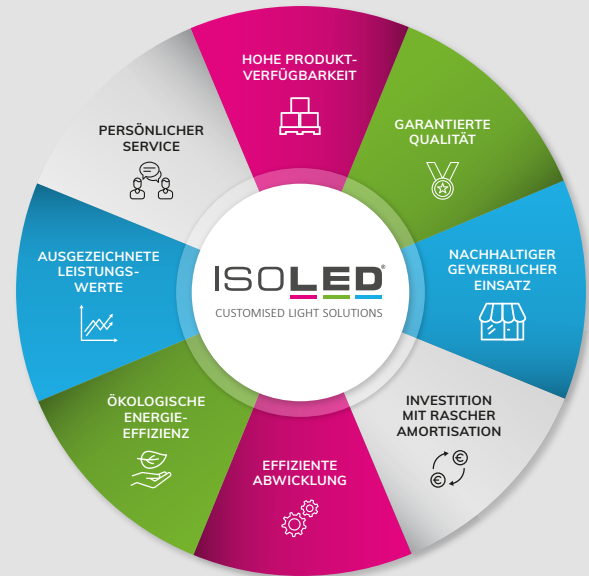 HOHE PRODUKT-
VERFÜGBARKEIT
GARANTIERTE
QUALITÄT
NACHHALTIGER
GEWERBLICHER
EINSATZ
INVESTITION
MIT RASCHER
AMORTISATION
€
€
EFFIZIENTE
ABWICKLUNG
ÖKOLOGISCHE
ENERGIE-
EFFIZIENZ
AUSGEZEICHNETE
LEISTUNGS-
WERTE
PERSÖNLICHER
SERVICE
ISOLED®
CUSTOMISED LIGHT SOLUTIONS